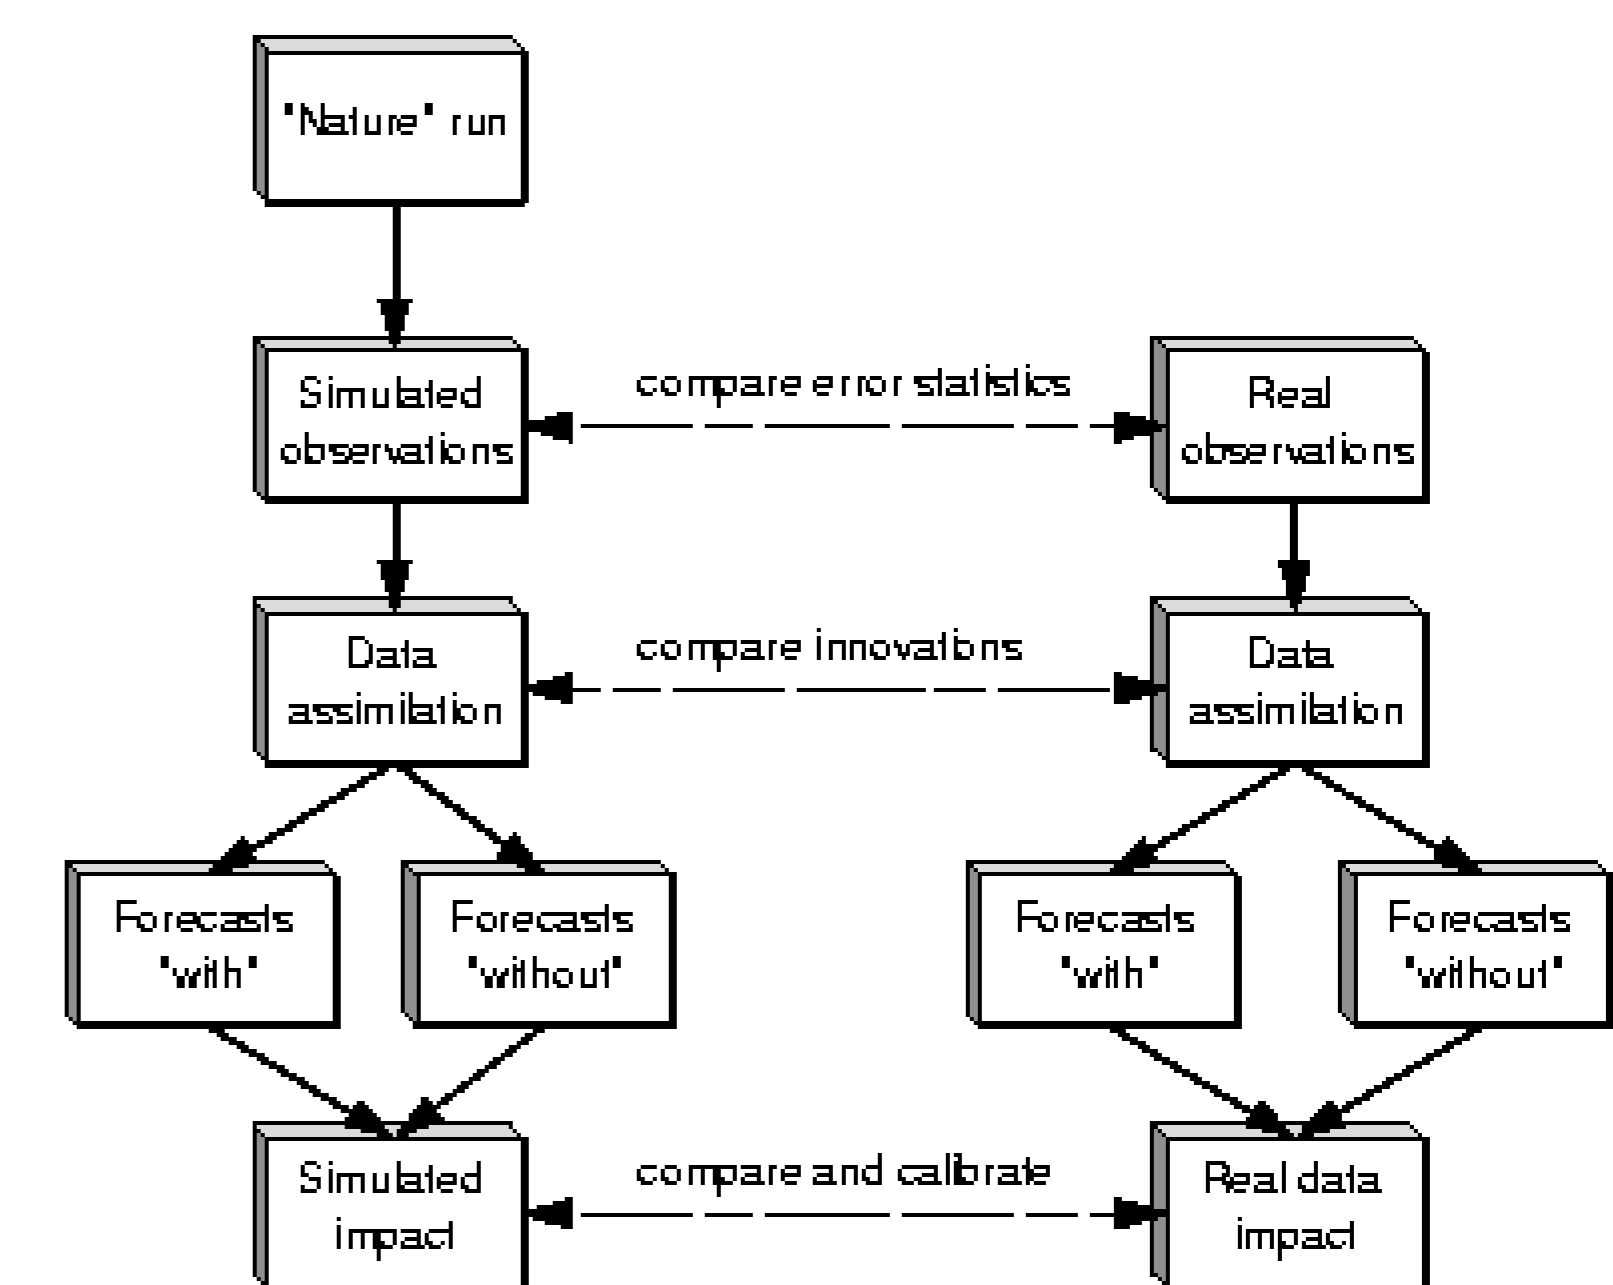 "Nature" run
Simulated
observations
compare error statistics
Real
observations
Data
assimilation
compare innovations
Data
assimilation
Forecasts
"with"
Forecasts
"without"
Forecasts
"with"
Forecasts
"without"
Simulated
impact
compare and calibrate
Real data
impact